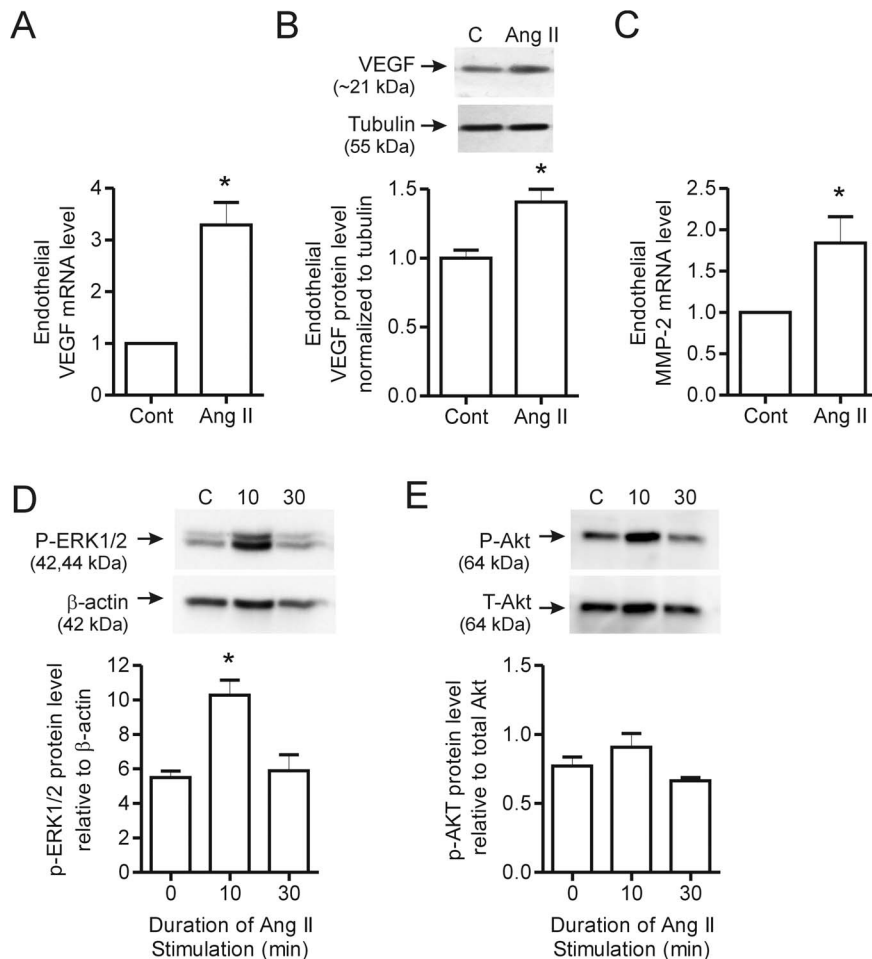 A
Endothelial
VEGF mRNA level
4
3
2
1
0
*
Cont
Ang II
B
C
Ang II
VEGF
(~21 kDa)
Tubulin
(55 kDa)
Endothelial
VEGF protein level
normalized to tubulin
1.5
1.0
0.5
0.0
*
Cont
Ang II
C
Endothelial
MMP-2 mRNA level
2.5
2.0
1.5
1.0
0.5
0.0
*
Cont
Ang II
D
C
10
30
P-ERK1/2
(42,44 kDa)
β-actin
(42 kDa)
p-ERK1/2 protein level
relative to β-actin
12
10
8
6
4
2
0
*
0
10
30
Duration of Ang II
Stimulation (min)
E
C
10
30
P-Akt
(64 kDa)
T-Akt
(64 kDa)
p-AKT protein level
relative to total Akt
1.5
1.0
0.5
0.0
0
10
30
Duration of Ang II
Stimulation (min)